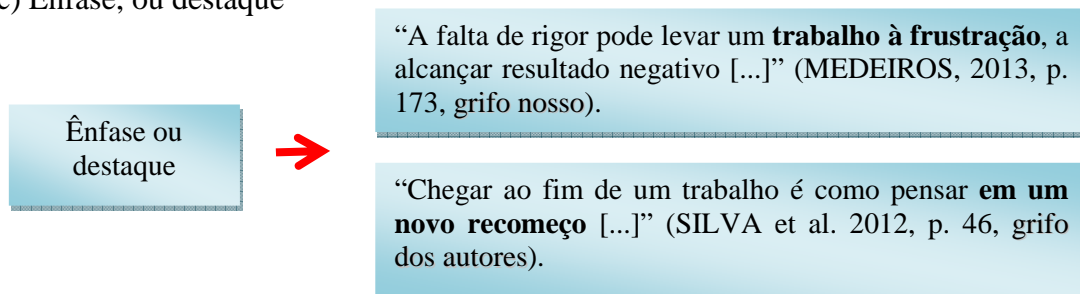 c) Ênfase, ou destaque
“A falta de rigor pode levar um trabalho à frustração, a
alcançar resultado negativo [...]” (MEDEIROS, 2013, p.
173, grifo nosso).
Ênfase ou
destaque
“Chegar ao fim de um trabalho é como pensar em um
novo recomeço [...]” (SILVA et al. 2012, p. 46, grifo
dos autores).